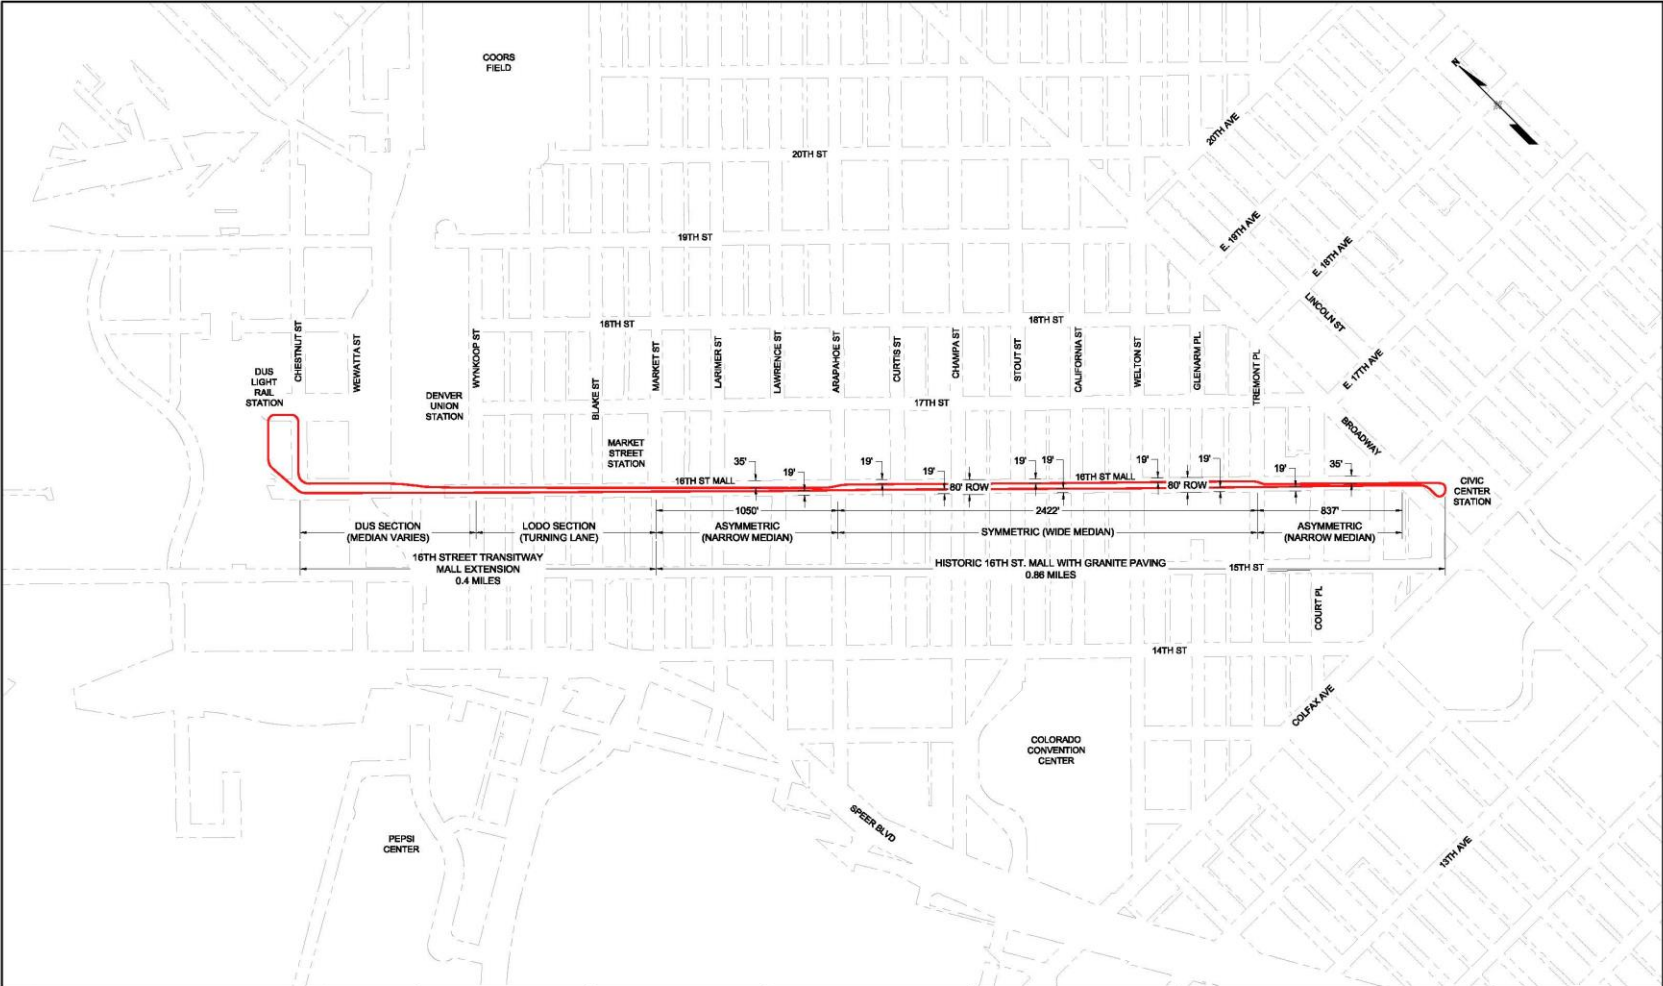 COORS
FIELD
N
20TH AVE
20TH ST
E. 19TH AVE
19TH ST
E. 18TH AVE
LINCOLN ST
18TH ST
18TH ST
CHESTNUT ST
WEWATTA ST
WYNKOOP ST
BLAKE ST
MARKET ST
LARIMER ST
LAWRENCE ST
ARAPAHOE ST
CURTIS ST
CHAMPA ST
STOUT ST
CALIFORNIA ST
WELTON ST
GLENARM PL.
TREMONT PL
E. 17TH AVE
DUS
LIGHT
RAIL
STATION
DENVER
UNION
STATION
17TH ST
BROADWAY
MARKET
STREET
STATION
35'
19'
19'
19'
19'
19'
19'
19'
19'
35'
16TH ST MALL
80' ROW
16TH ST MALL
80' ROW
CIVIC
CENTER
STATION
1050'
2422'
837'
DUS SECTION
(MEDIAN VARIES)
LODO SECTION
(TURNING LANE)
ASYMMETRIC
(NARROW MEDIAN)
SYMMETRIC (WIDE MEDIAN)
ASYMMETRIC
(NARROW MEDIAN)
16TH STREET TRANSITWAY
MALL EXTENSION
0.4 MILES
HISTORIC 16TH ST. MALL WITH GRANITE PAVING
0.86 MILES
15TH ST
COURT PL
14TH ST
COLFAX AVE
COLORADO
CONVENTION
CENTER
SPEER BLVD
PEPSI
CENTER
13TH AVE